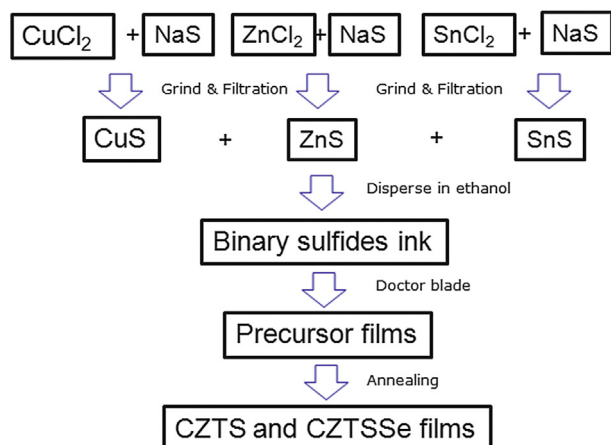 CuCl2 + NaS ZnCl2 + NaS SnCl2 + NaS
Grind & Filtration Grind & Filtration
CuS + ZnS + SnS
Disperse in ethanol
Binary sulfides ink
Doctor blade
Precursor films
Annealing
CZTS and CZTSSe films